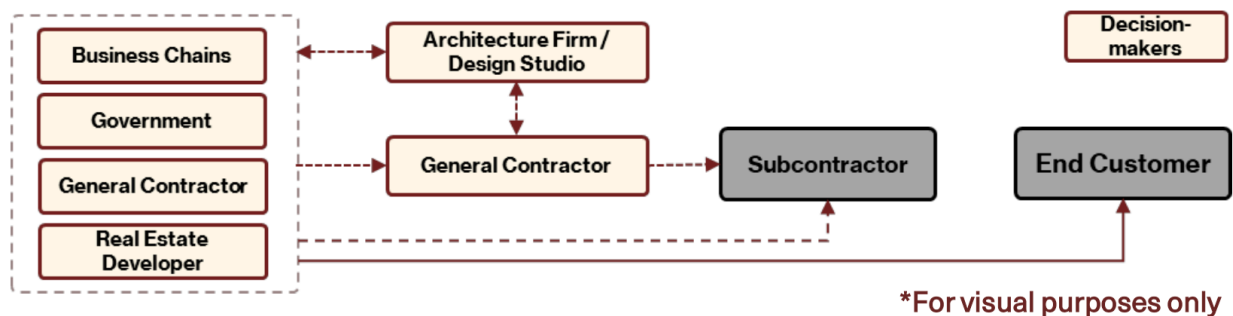 Business Chains
Government
General Contractor
Real Estate
Developer
Architecture Firm /
Design Studio
General Contractor
Subcontractor
End Customer
Decision-
makers
*For visual purposes only